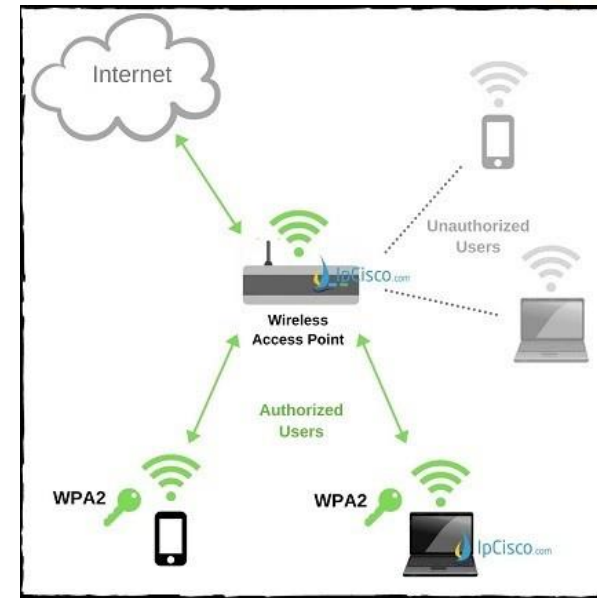 Internet
Unauthorized
Users
IpCisco.com
Wireless
Access Point
Authorized
Users
WPA2
WPA2
IpCisco.com